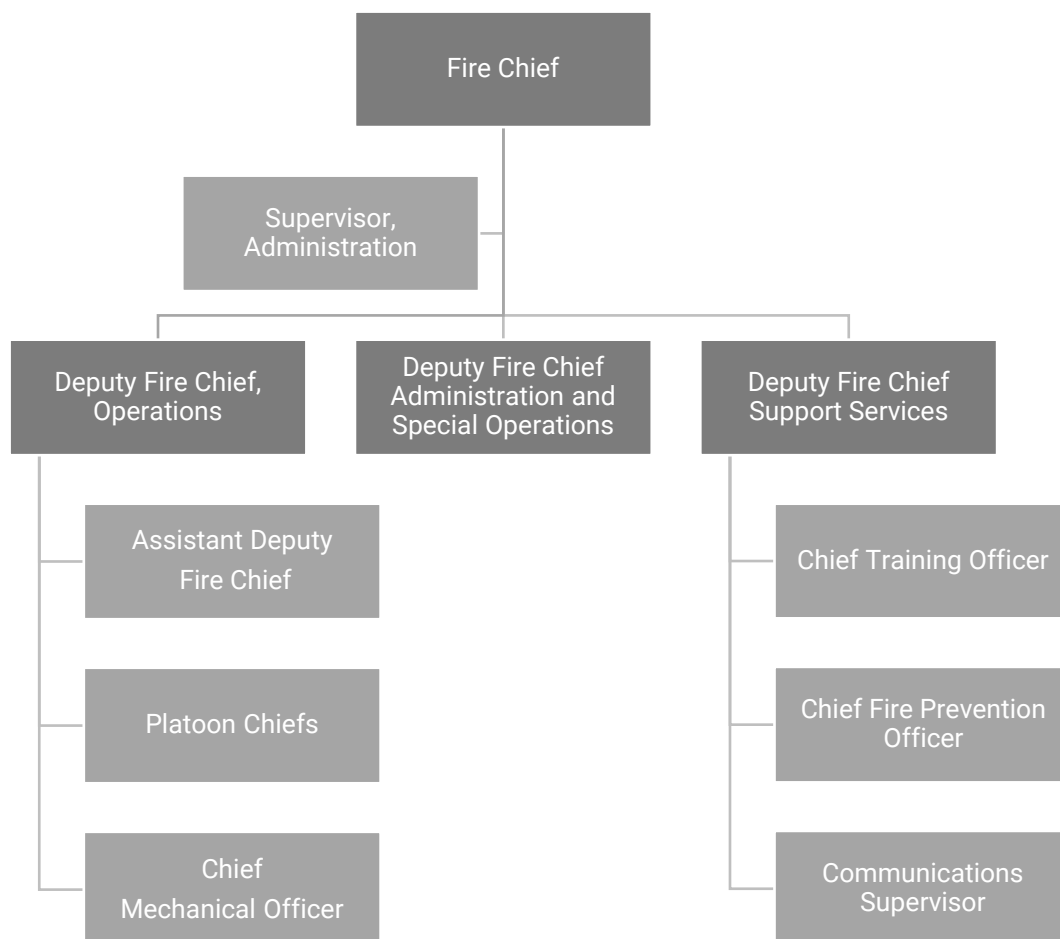 Fire Chief
Supervisor,
Administration
Deputy Fire Chief,
Operations
Deputy Fire Chief
Administration and
Special Operations
Deputy Fire Chief
Support Services
Assistant Deputy
Fire Chief
Platoon Chiefs
Chief
Mechanical Officer
Chief Training Officer
Chief Fire Prevention
Officer
Communications
Supervisor